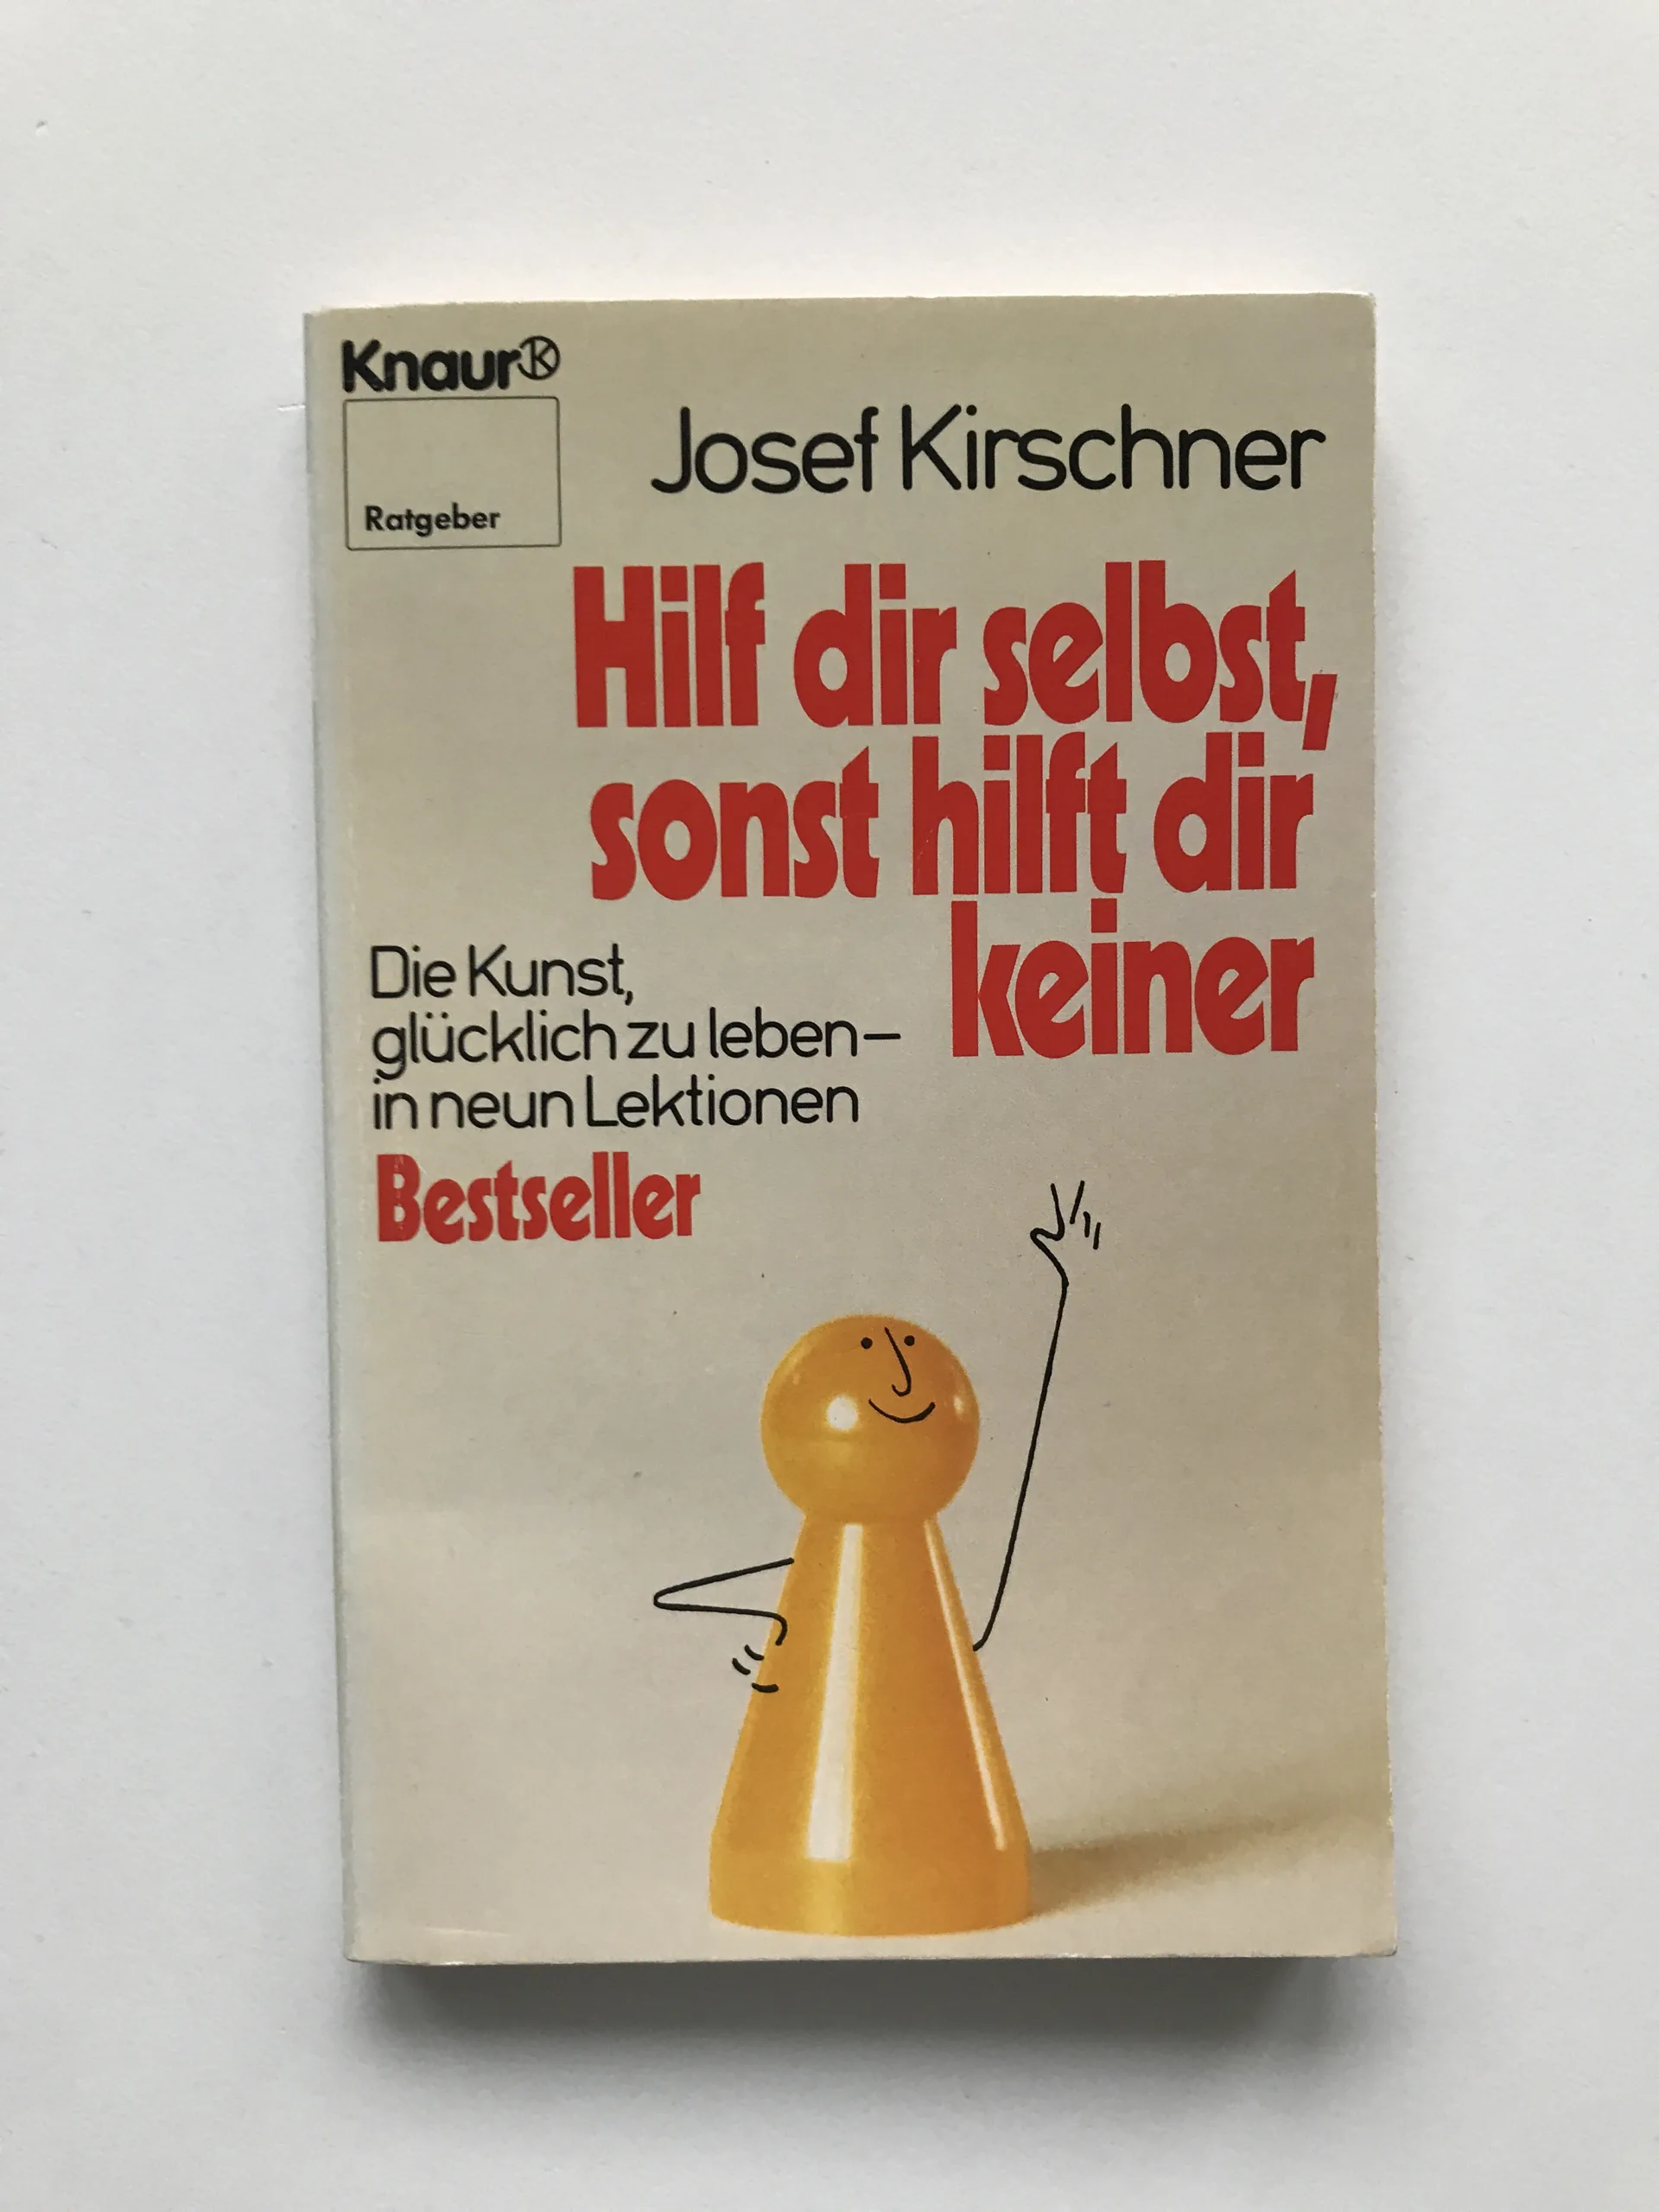 Knaur
Ratgeber
Josef Kirschner
Hilf dir selbst,
sonst hilft dir
keiner
Die Kunst,
glücklich zu leben–
in neun Lektionen
Bestseller